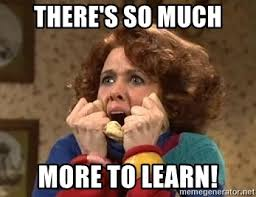 THERE'S SO MUCH
MORE TO LEARN!
memegenerator.net